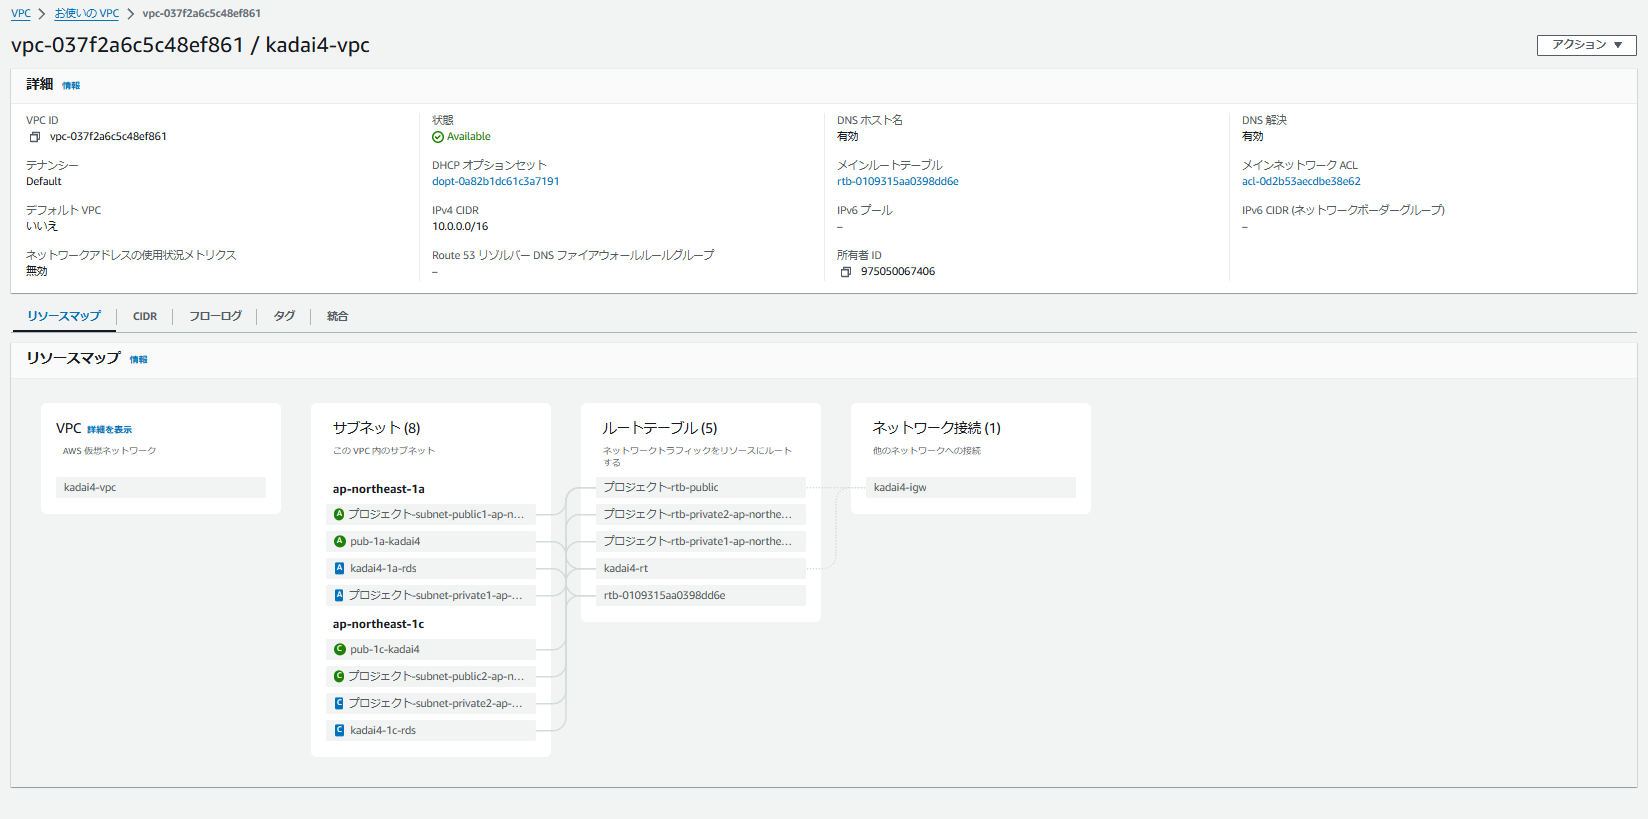 VPC > お使いの VPC > vpc-037f2a6c5c48ef861
vpc-037f2a6c5c48ef861 / kadai4-vpc
アクション ▼
詳細 情報
VPC ID
vpc-037f2a6c5c48ef861
状態
Available
DNS ホスト名
有効
DNS 解決
有効
テナンシー
Default
DHCP オプションセット
dopt-0a82b1dc61c3a7191
メインルートテーブル
rtb-0109315aa0398dd6e
メインネットワーク ACL
acl-0d2b53aecdbe38e62
デフォルト VPC
いいえ
IPv4 CIDR
10.0.0.0/16
IPv6 プール
–
IPv6 CIDR (ネットワークボーダーグループ)
–
ネットワークアドレスの使用状況メトリクス
無効
Route 53 リゾルバー DNS ファイアウォールルールグループ
–
所有者 ID
975050067406
リソースマップ
CIDR
フローログ
タグ
統合
リソースマップ 情報
VPC 詳細を表示
AWS 仮想ネットワーク
kadai4-vpc
サブネット (8)
この VPC 内のサブネット
ap-northeast-1a
A プロジェクト-subnet-public1-ap-n...
A pub-1a-kadai4
A kadai4-1a-rds
A プロジェクト-subnet-private1-ap-...
ap-northeast-1c
C pub-1c-kadai4
C プロジェクト-subnet-public2-ap-n...
C プロジェクト-subnet-private2-ap-...
C kadai4-1c-rds
ルートテーブル (5)
ネットワークトラフィックをリソースにルート
する
プロジェクト-rtb-public
プロジェクト-rtb-private2-ap-northe...
プロジェクト-rtb-private1-ap-northe...
kadai4-rt
rtb-0109315aa0398dd6e
ネットワーク接続 (1)
他のネットワークへの接続
kadai4-igw